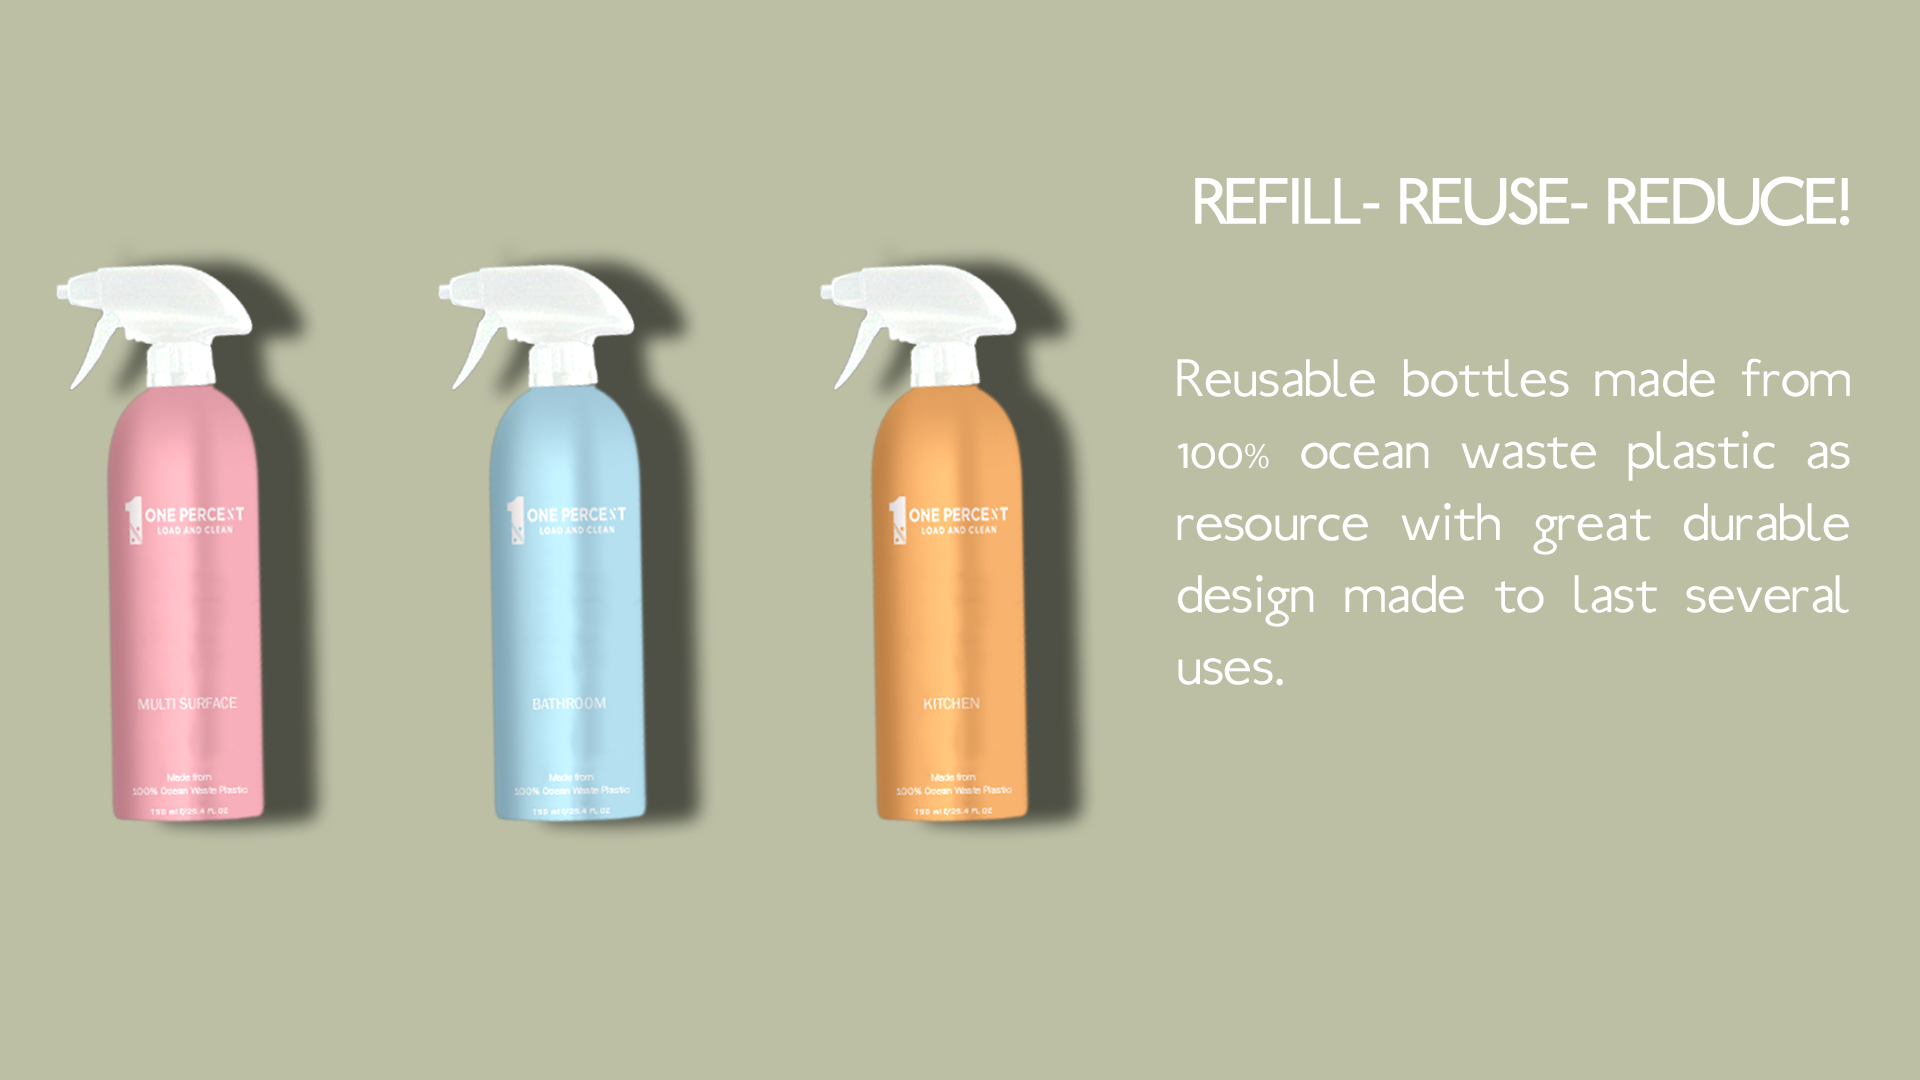 REFILL- REUSE- REDUCE!
Reusable bottles made from
100% ocean waste plastic as
resource with great durable
design made to last several
uses.
1 ONE PERCENT
LOAD AND CLEAN
MULTI SURFACE
Made from
100% Ocean Waste Plastic
1 ONE PERCENT
LOAD AND CLEAN
BATHROOM
Made from
100% Ocean Waste Plastic
1 ONE PERCENT
LOAD AND CLEAN
KITCHEN
Made from
100% Ocean Waste Plastic